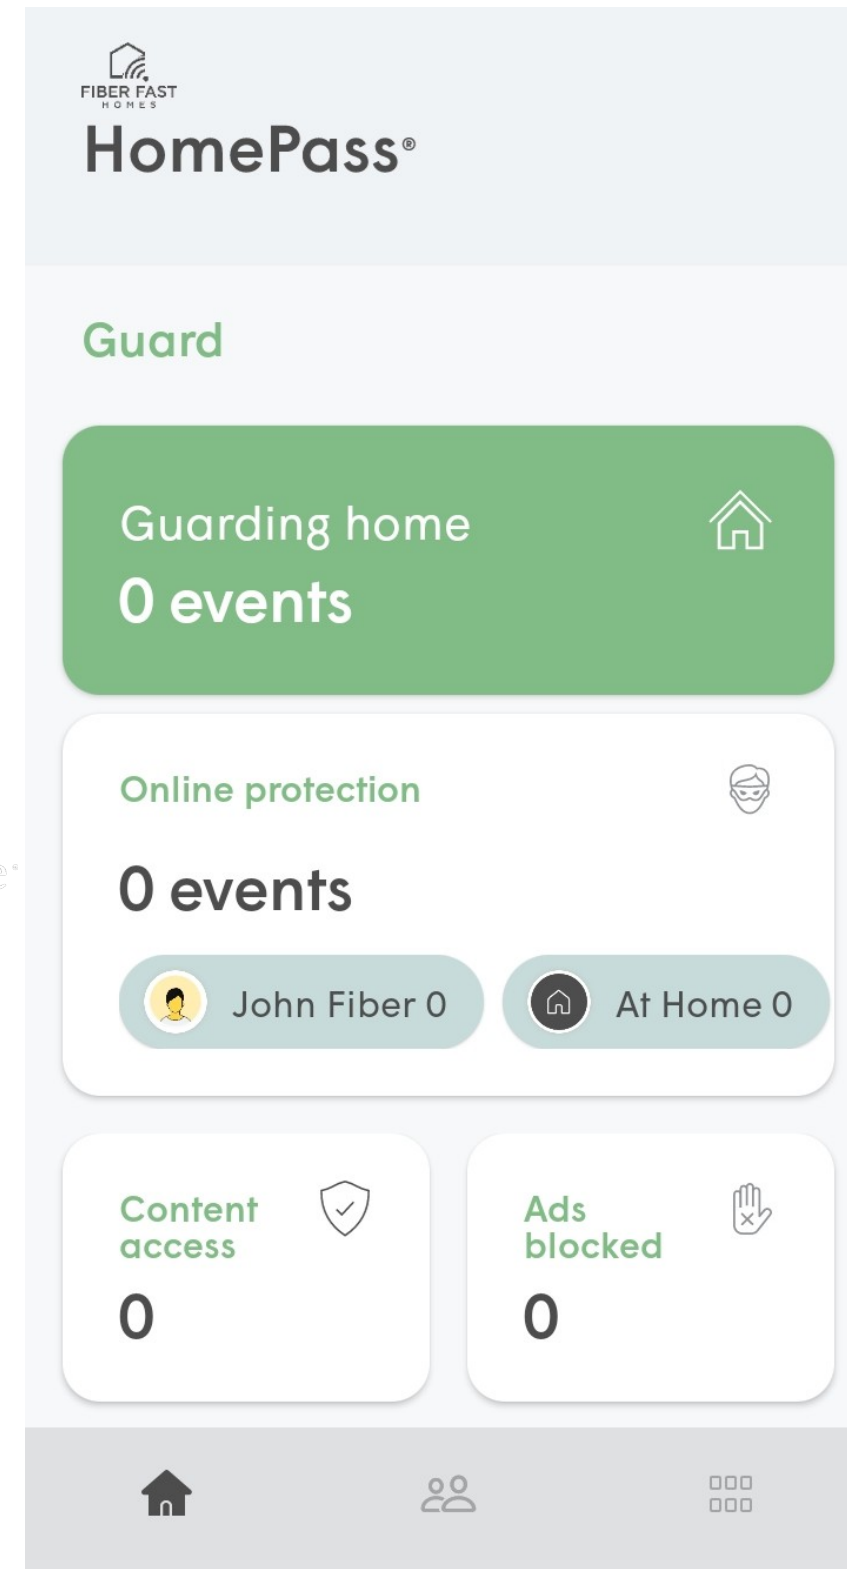 FIBER FAST
HOMES
HomePass®
Guard
Guarding home
0 events
Online protection
0 events
John Fiber 0
At Home 0
Content
access
0
Ads
blocked
0